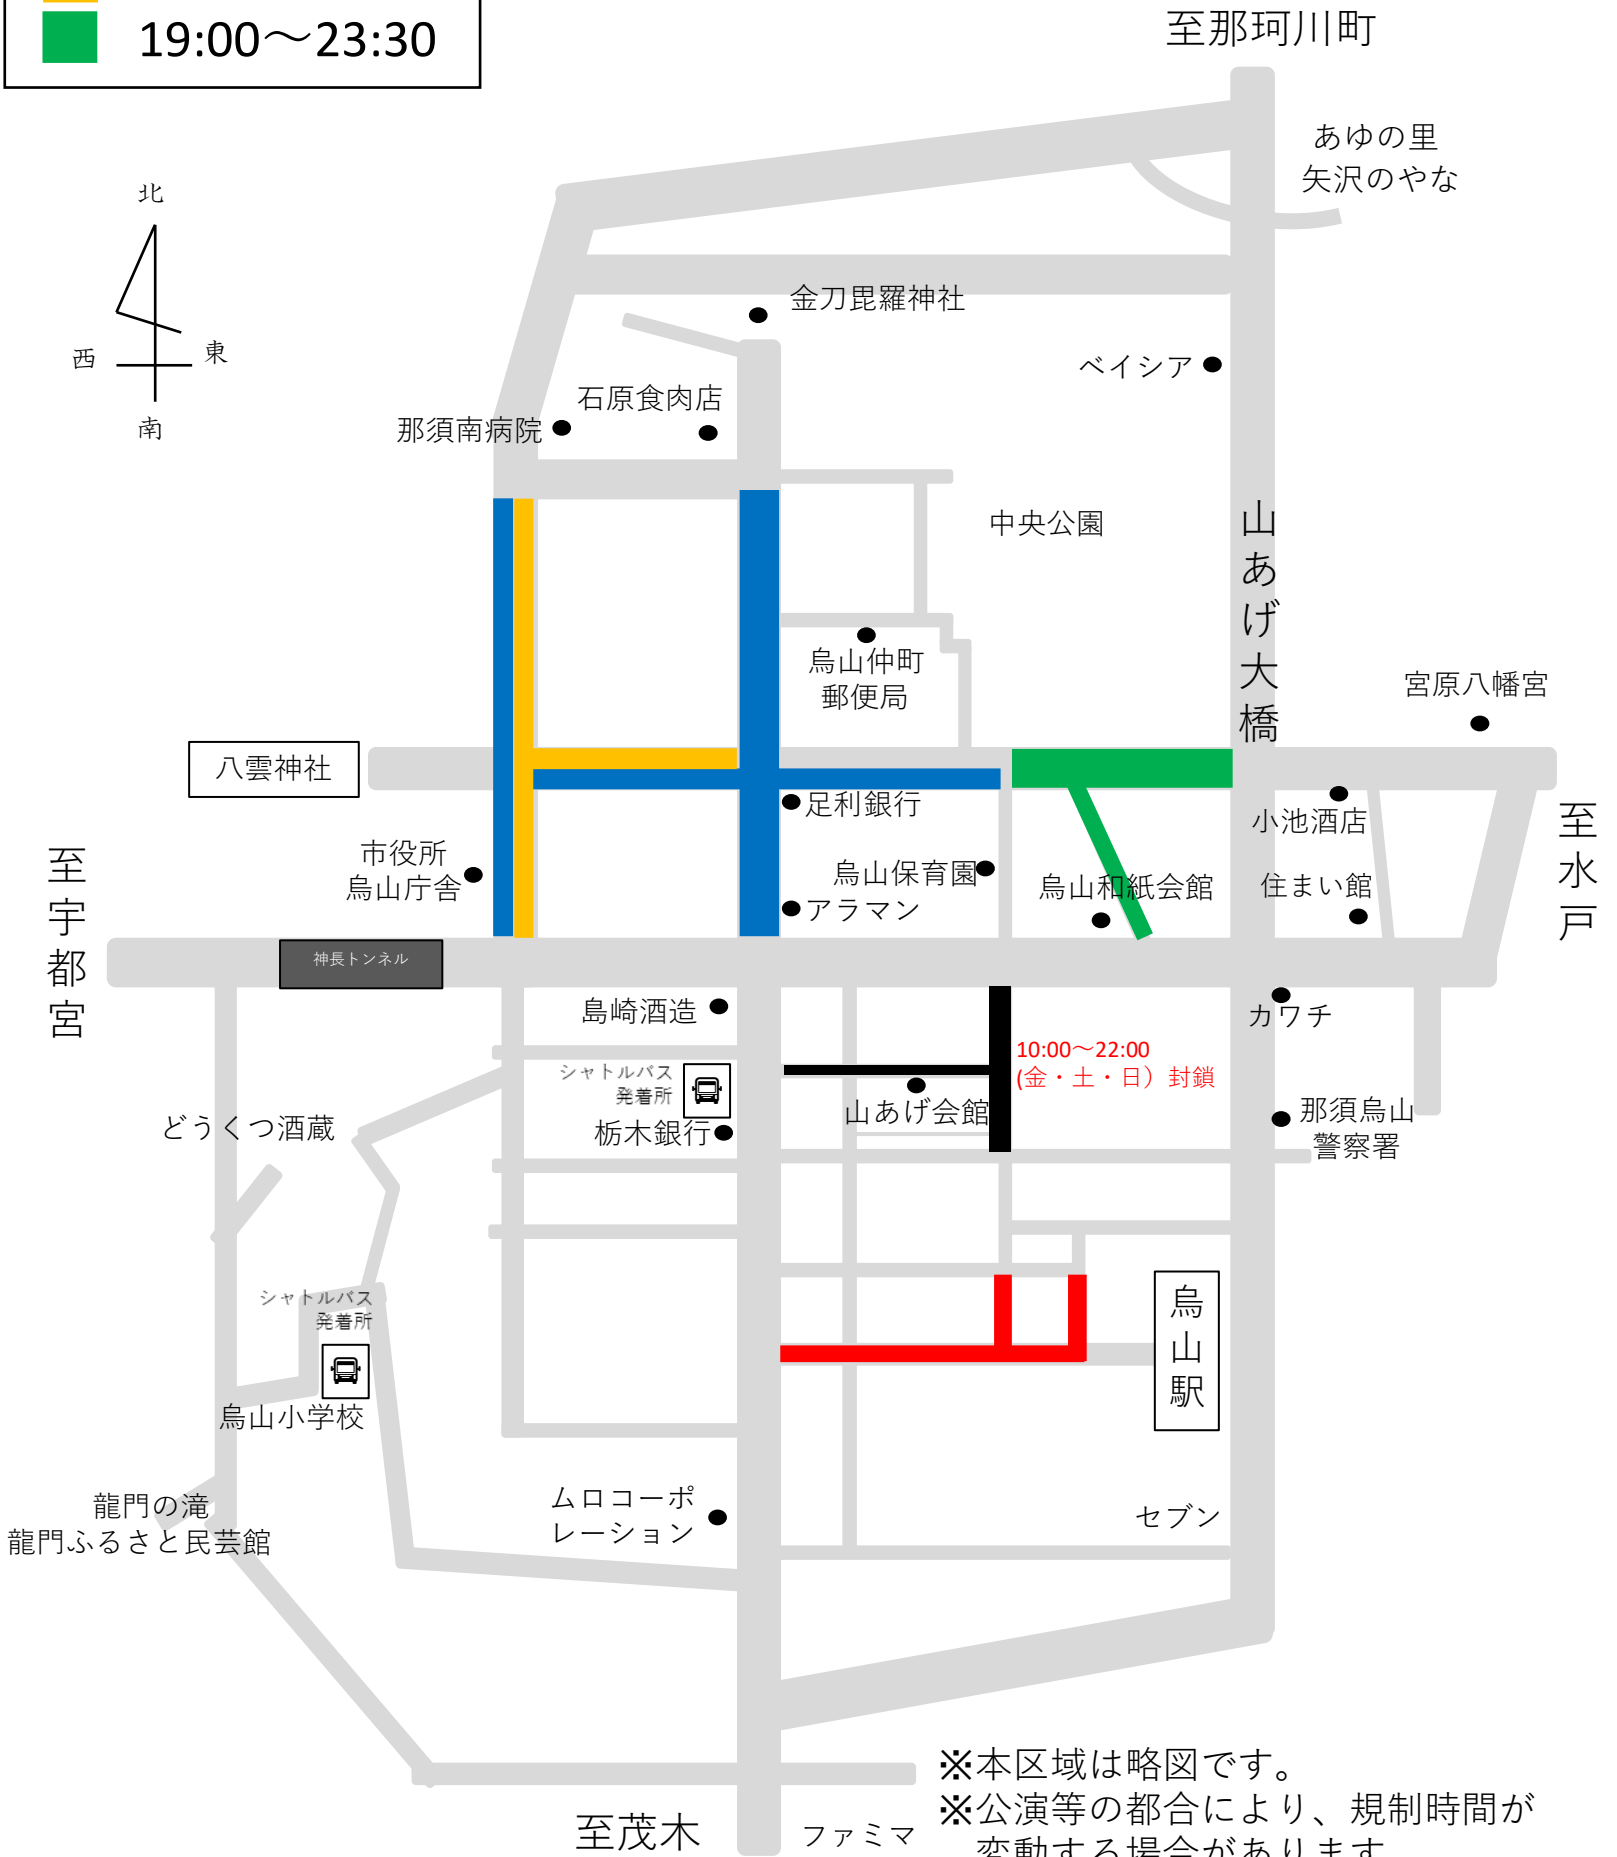 19:00～23:30
至那珂川町
あゆの里
矢沢のやな
北
西
東
南
金刀毘羅神社
ベイシア
石原食肉店
那須南病院
中央公園
山あげ大橋
烏山仲町
郵便局
宮原八幡宮
八雲神社
足利銀行
小池酒店
至水戸
市役所
烏山庁舎
烏山保育園
烏山和紙会館
住まい館
アラマン
至宇都宮
神長トンネル
島崎酒造
カワチ
10:00～22:00
(金・土・日）封鎖
シャトルバス
発着所
山あげ会館
那須烏山
警察署
どうくつ酒蔵
栃木銀行
シャトルバス
発着所
烏山駅
烏山小学校
龍門の滝
龍門ふるさと民芸館
ムロコーポ
レーション
セブン
※本区域は略図です。
※公演等の都合により、規制時間が
変動する場合があります
至茂木
ファミマ